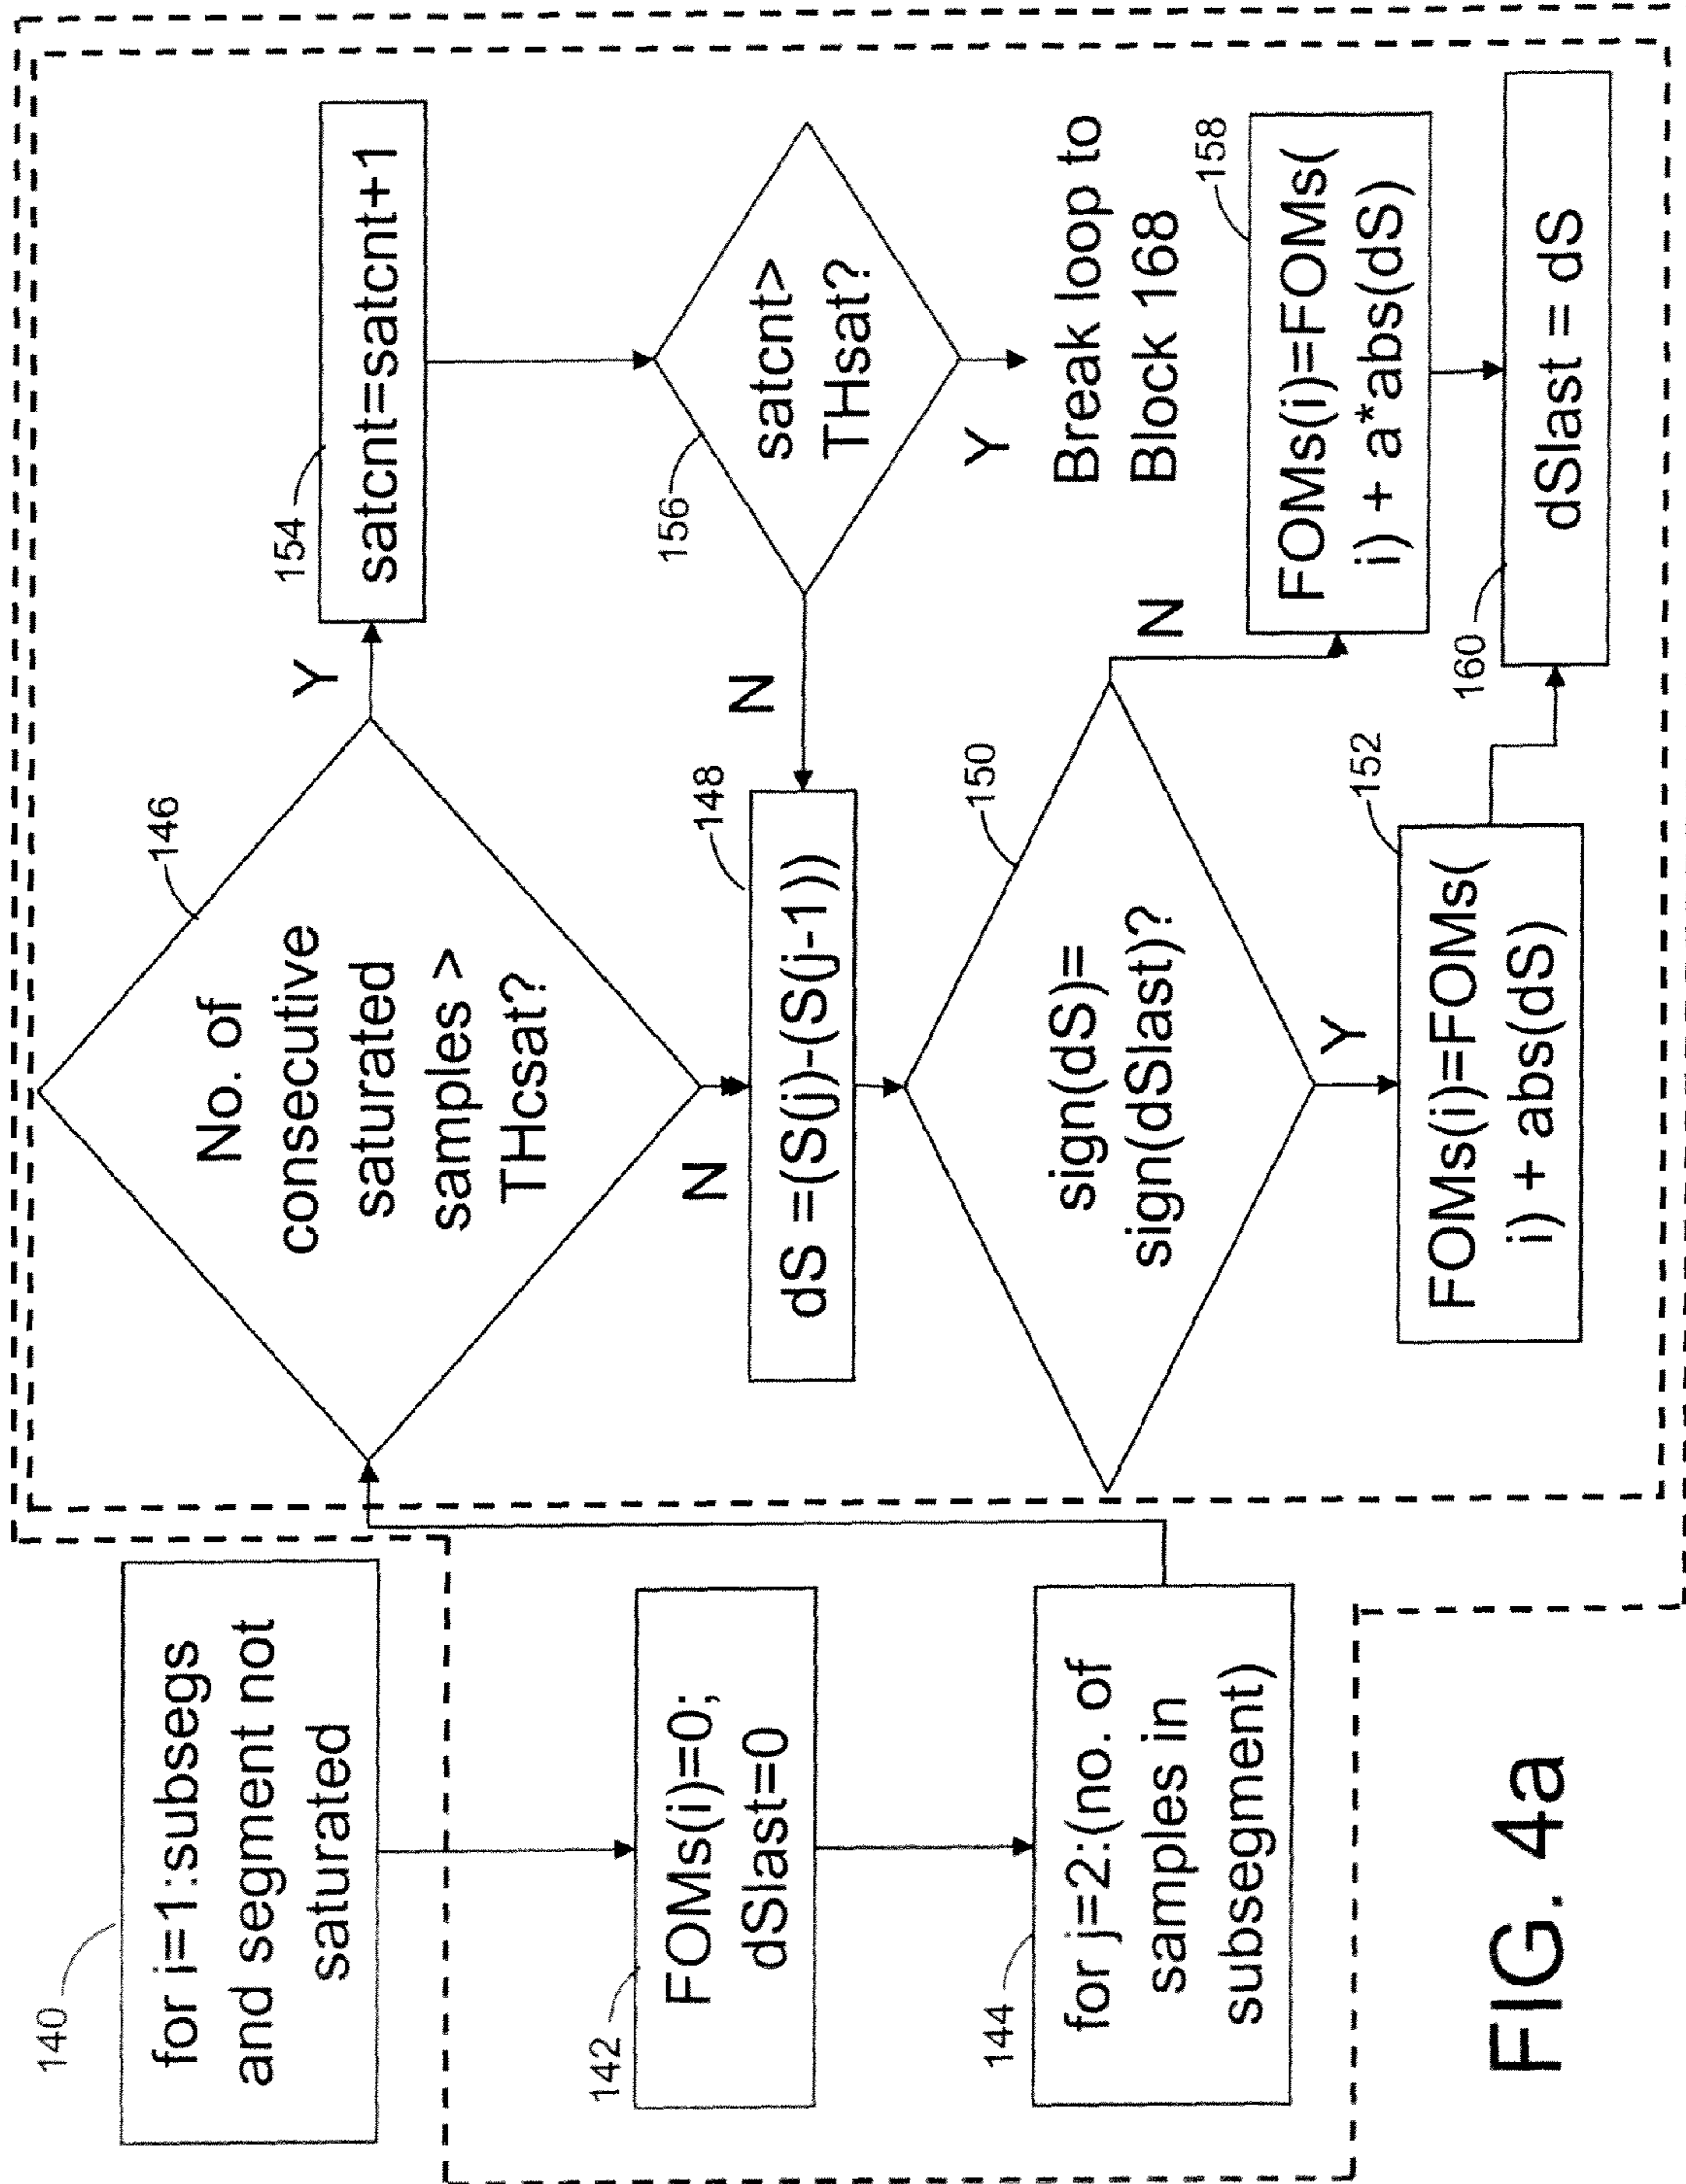 140
for i=1:subsegs
and segment not
saturated
142
FOMs(i)=0;
dSlast=0
144
for j=2:(no. of
samples in
subsegment)
146
No. of
consecutive
saturated
samples >
THcsat?
Y
N
154
satcnt=satcnt+1
156
satcnt>
THsat?
N
Y
Break loop to
Block 168
148
dS =(S(j)-(S(j-1))
150
sign(dS)=
sign(dSlast)?
N
Y
158
FOMs(i)=FOMs(
i) + a*abs(dS)
152
FOMs(i)=FOMs(
i) + abs(dS)
160
dSlast = dS
FIG. 4a